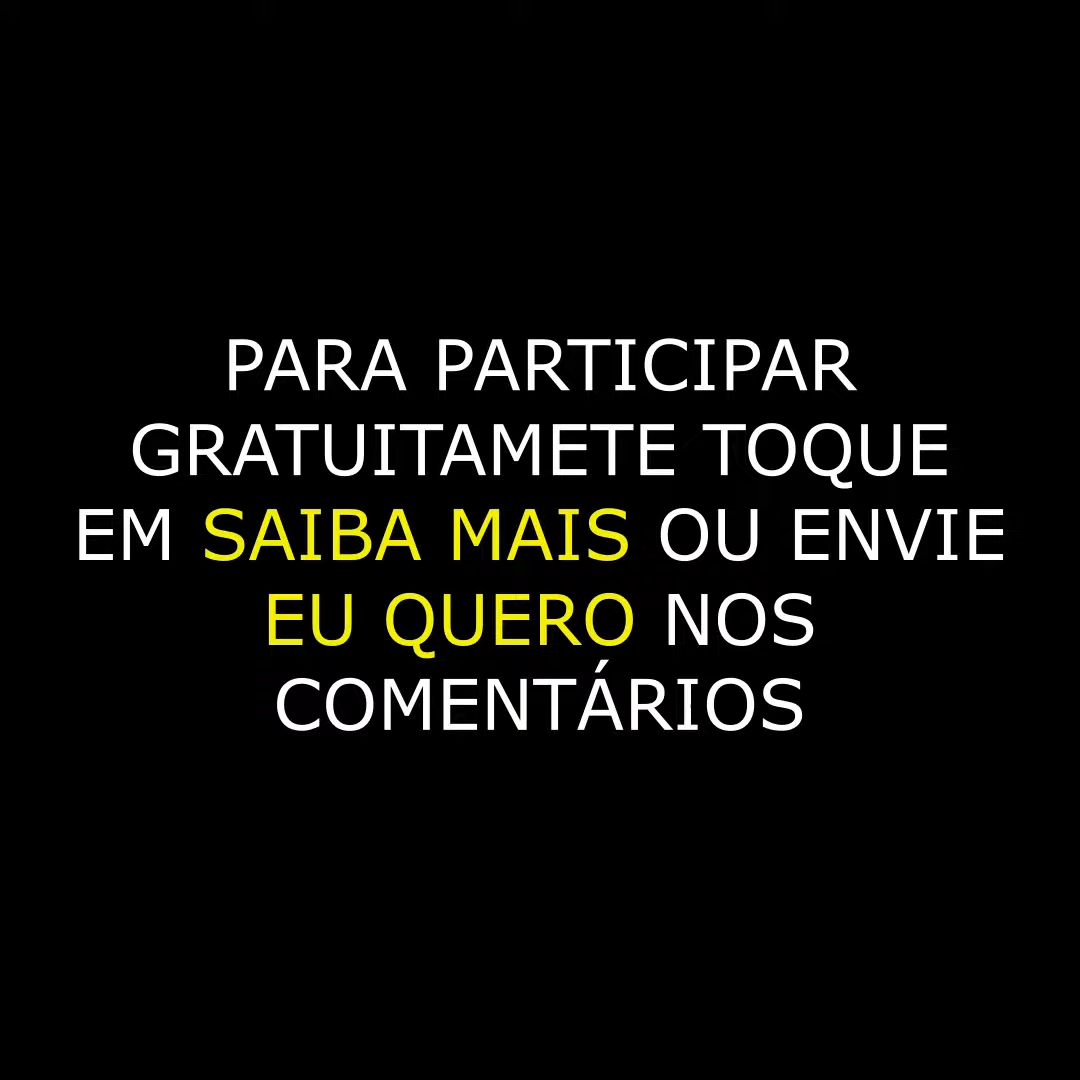 PARA PARTICIPAR
GRATUITAMETE TOQUE
EM SAIBA MAIS OU ENVIE
EU QUERO NOS
COMENTÁRIOS